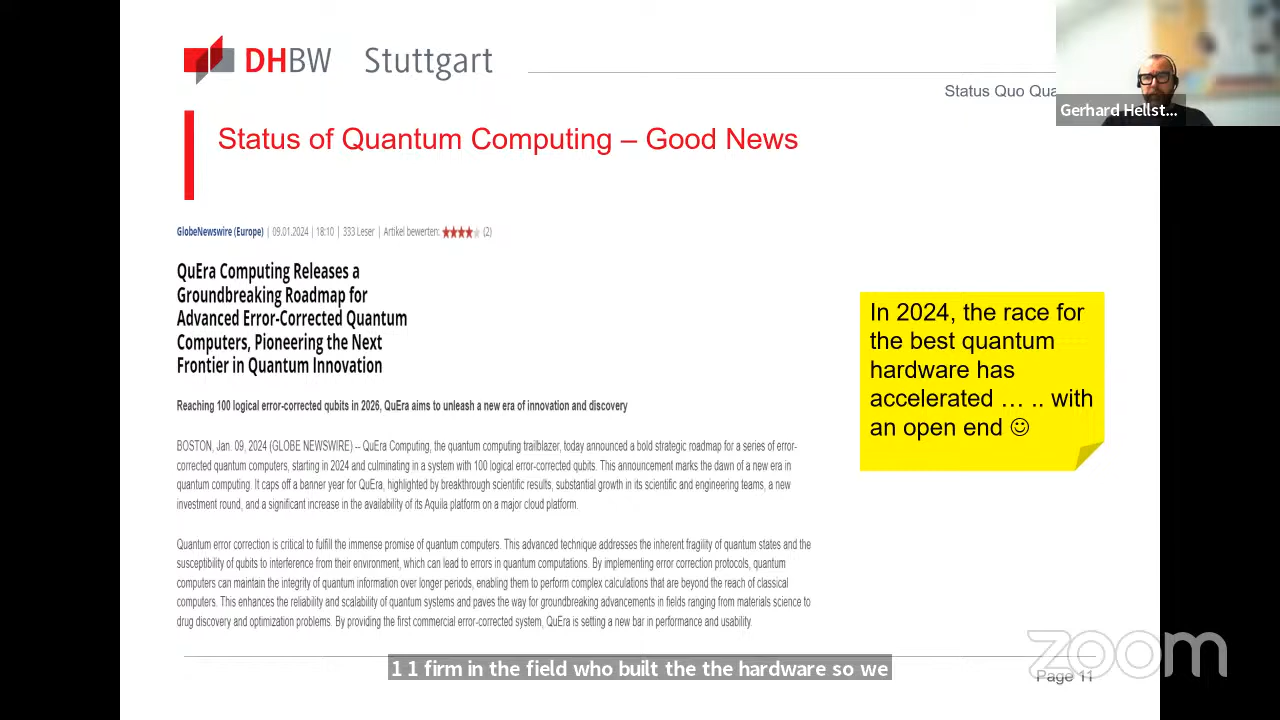 DHBW Stuttgart
Status Quo Qua
Gerhard Hellst...
Status of Quantum Computing – Good News
GlobeNewswire (Europe) | 09.01.2024 | 18:10 | 333 Leser | Artikel bewerten: (2)
QuEra Computing Releases a
Groundbreaking Roadmap for
Advanced Error-Corrected Quantum
Computers, Pioneering the Next
Frontier in Quantum Innovation
Reaching 100 logical error-corrected qubits in 2026, QuEra aims to unleash a new era of innovation and discovery
BOSTON, Jan. 09, 2024 (GLOBE NEWSWIRE) -- QuEra Computing, the quantum computing trailblazer, today announced a bold strategic roadmap for a series of error-
corrected quantum computers, starting in 2024 and culminating in a system with 100 logical error-corrected qubits. This announcement marks the dawn of a new era in
quantum computing. It caps off a banner year for QuEra, highlighted by breakthrough scientific results, substantial growth in its scientific and engineering teams, a new
investment round, and a significant increase in the availability of its Aquila platform on a major cloud platform.
Quantum error correction is critical to fulfill the immense promise of quantum computers. This advanced technique addresses the inherent fragility of quantum states and the
susceptibility of qubits to interference from their environment, which can lead to errors in quantum computations. By implementing error correction protocols, quantum
computers can maintain the integrity of quantum information over longer periods, enabling them to perform complex calculations that are beyond the reach of classical
computers. This enhances the reliability and scalability of quantum systems and paves the way for groundbreaking advancements in fields ranging from materials science to
drug discovery and optimization problems. By providing the first commercial error-corrected system, QuEra is setting a new bar in performance and usability.
In 2024, the race for
the best quantum
hardware has
accelerated … .. with
an open end ☺
1 1 firm in the field who built the the hardware so we
zoom
Page 11